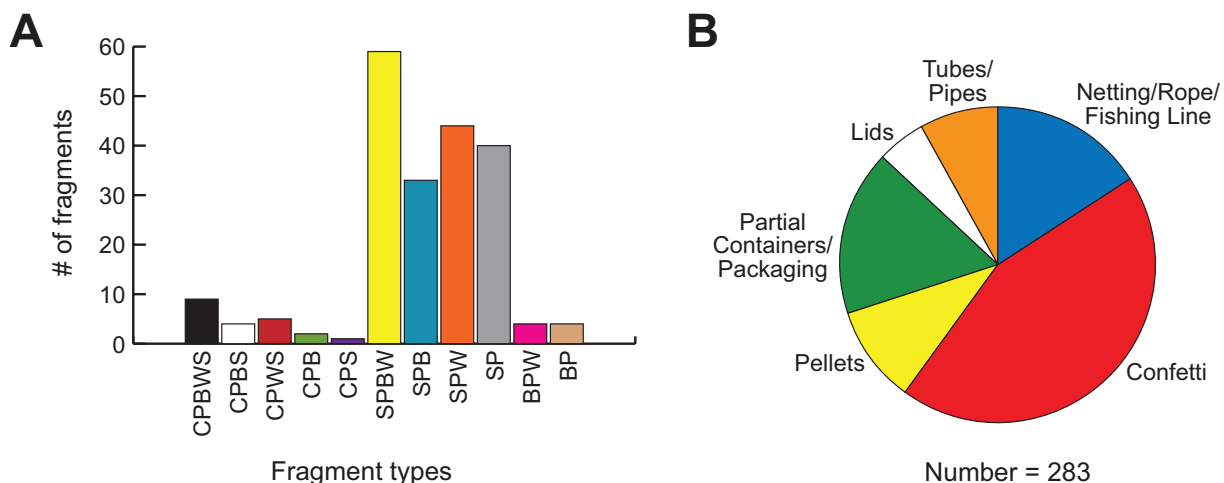 A
# of fragments
60
50
40
30
20
10
0
CPBWS
CPBS
CPWS
CPB
CPS
SPBW
SPB
SPW
SP
BPW
BP
Fragment types
B
Tubes/
Pipes
Netting/Rope/
Fishing Line
Lids
Partial
Containers/
Packaging
Pellets
Confetti
Number = 283